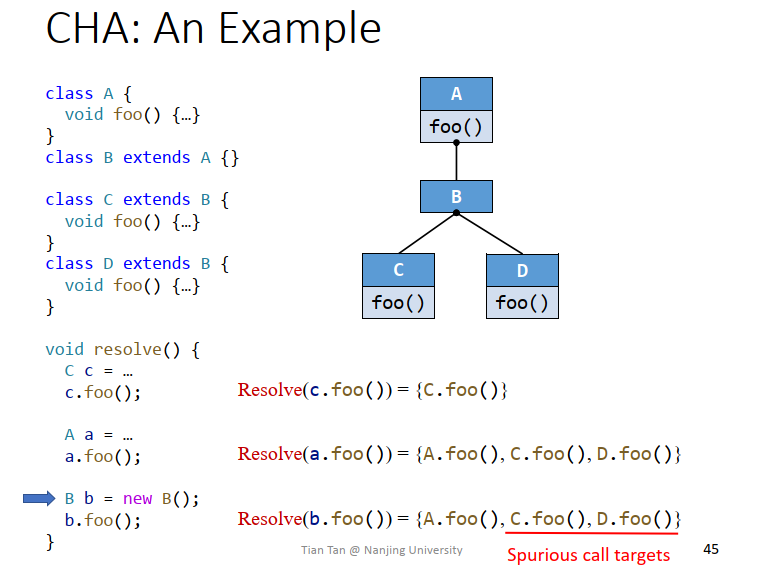 CHA: An Example
class A {
  void foo() {…}
}
class B extends A {}
class C extends B {
  void foo() {…}
}
class D extends B {
  void foo() {…}
}
A
foo()
B
C
D
foo()
foo()
void resolve() {
  C c = …
  c.foo();
Resolve(c.foo()) = {C.foo()}
  A a = …
  a.foo();
Resolve(a.foo()) = {A.foo(), C.foo(), D.foo()}
  B b = new B();
  b.foo();
Resolve(b.foo()) = {A.foo(), C.foo(), D.foo()}
}
Tian Tan @ Nanjing University
Spurious call targets
45